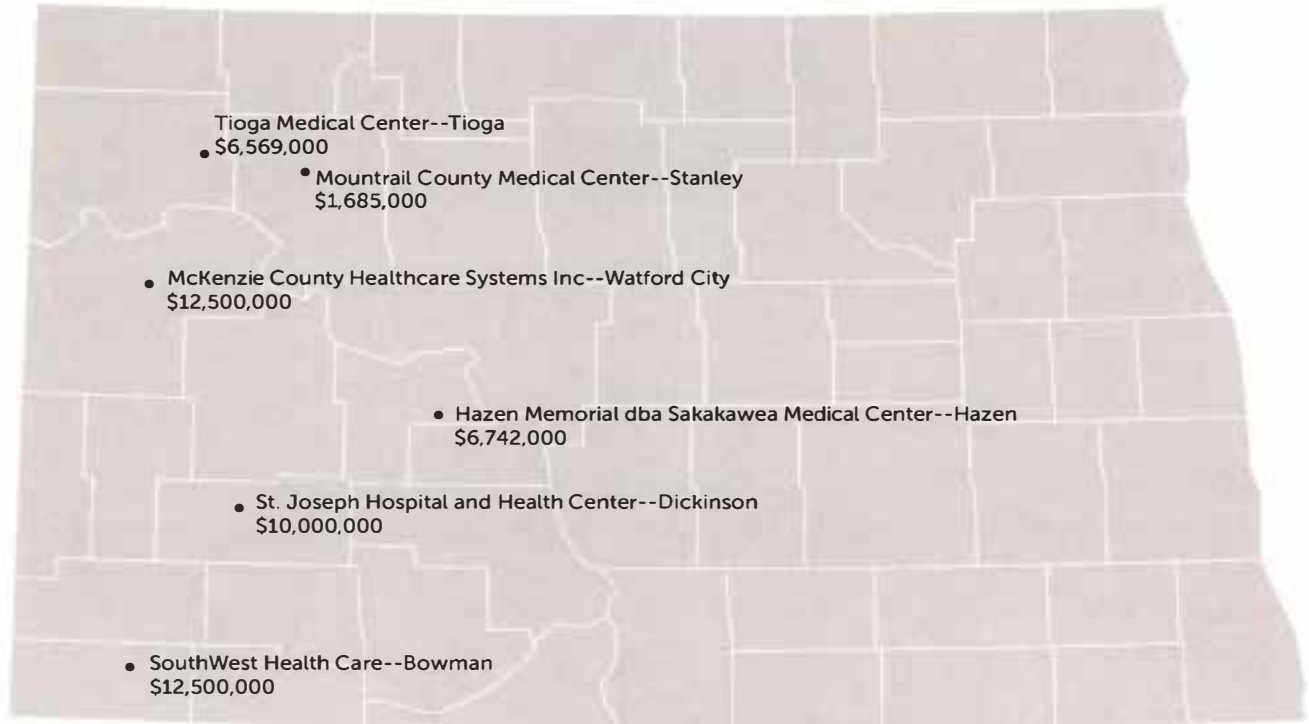 Tioga Medical Center--Tioga
$6,569,000
Mountrail County Medical Center--Stanley
$1,685,000
McKenzie County Healthcare Systems Inc--Watford City
$12,500,000
Hazen Memorial dba Sakakawea Medical Center--Hazen
$6,742,000
St. Joseph Hospital and Health Center--Dickinson
$10,000,000
SouthWest Health Care--Bowman
$12,500,000